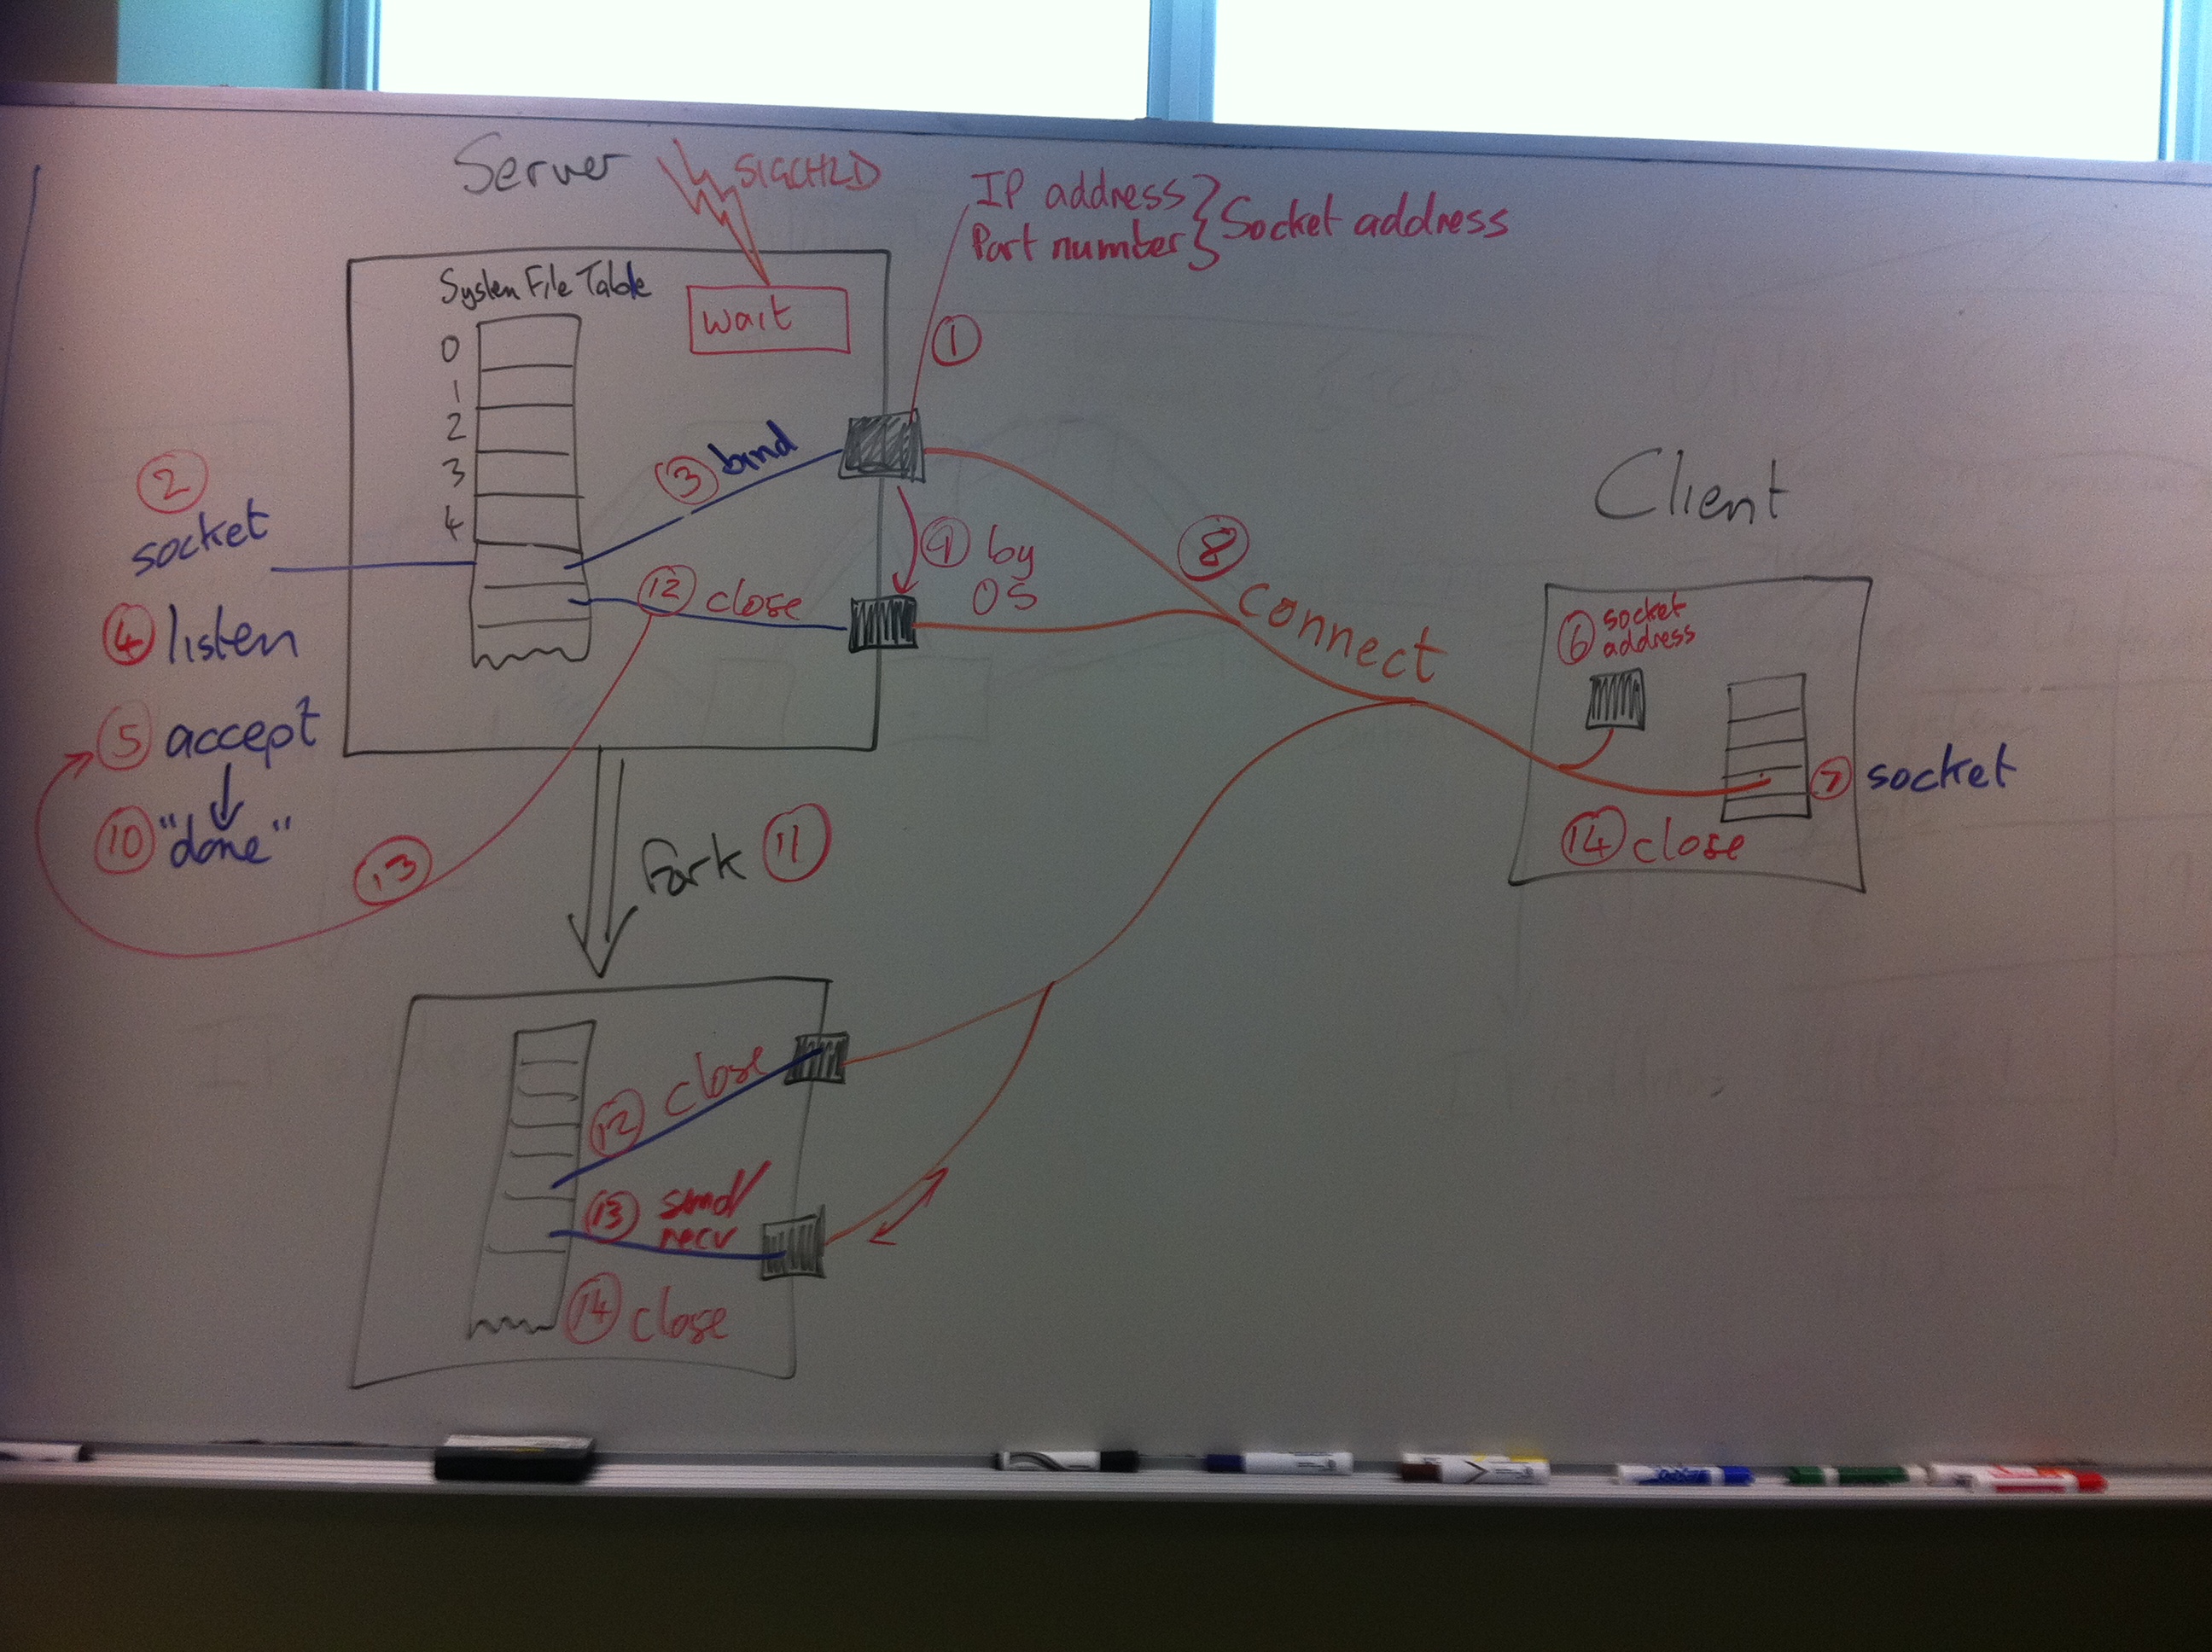 Server
SIGCHLD
IP address
Port number
Socket address
System File Table
wait
0
1
2
3
4
1
3 bind
2
socket
4 listen
5 accept
10 "done"
9 by
OS
12 close
8 connect
13
Fork 11
Client
6 socket
address
7 socket
14 close
12 close
13 send/
recv
14 close